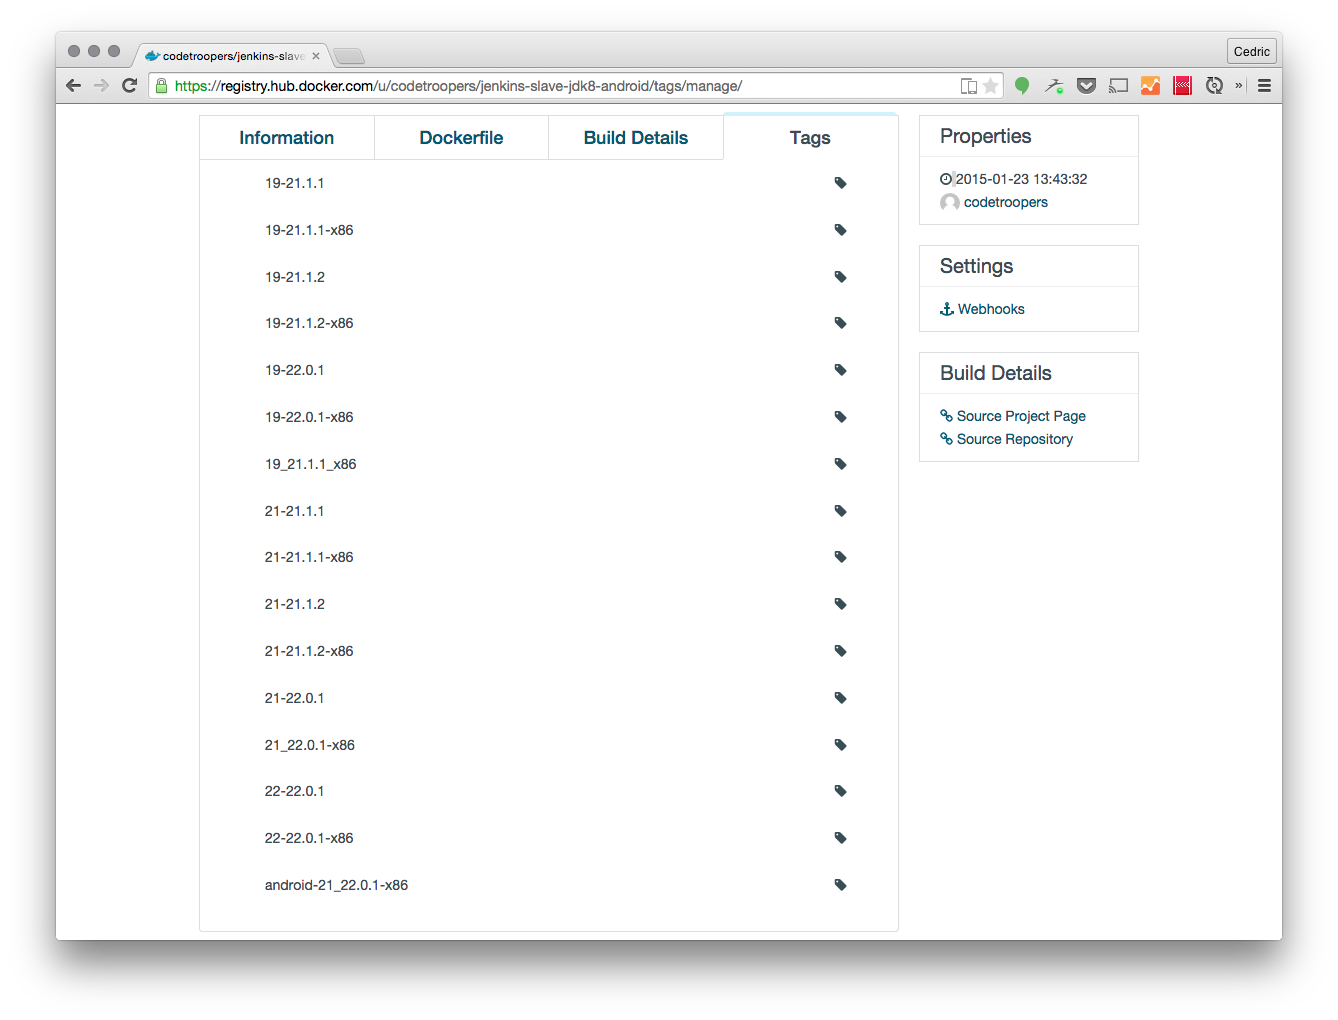 codetroopers/jenkins-slave
Cedric
https://registry.hub.docker.com/u/codetroopers/jenkins-slave-jdk8-android/tags/manage/
Information
Dockerfile
Build Details
Tags
19-21.1.1
19-21.1.1-x86
19-21.1.2
19-21.1.2-x86
19-22.0.1
19-22.0.1-x86
19_21.1.1_x86
21-21.1.1
21-21.1.1-x86
21-21.1.2
21-21.1.2-x86
21-22.0.1
21_22.0.1-x86
22-22.0.1
22-22.0.1-x86
android-21_22.0.1-x86
Properties
2015-01-23 13:43:32
codetroopers
Settings
Webhooks
Build Details
Source Project Page
Source Repository